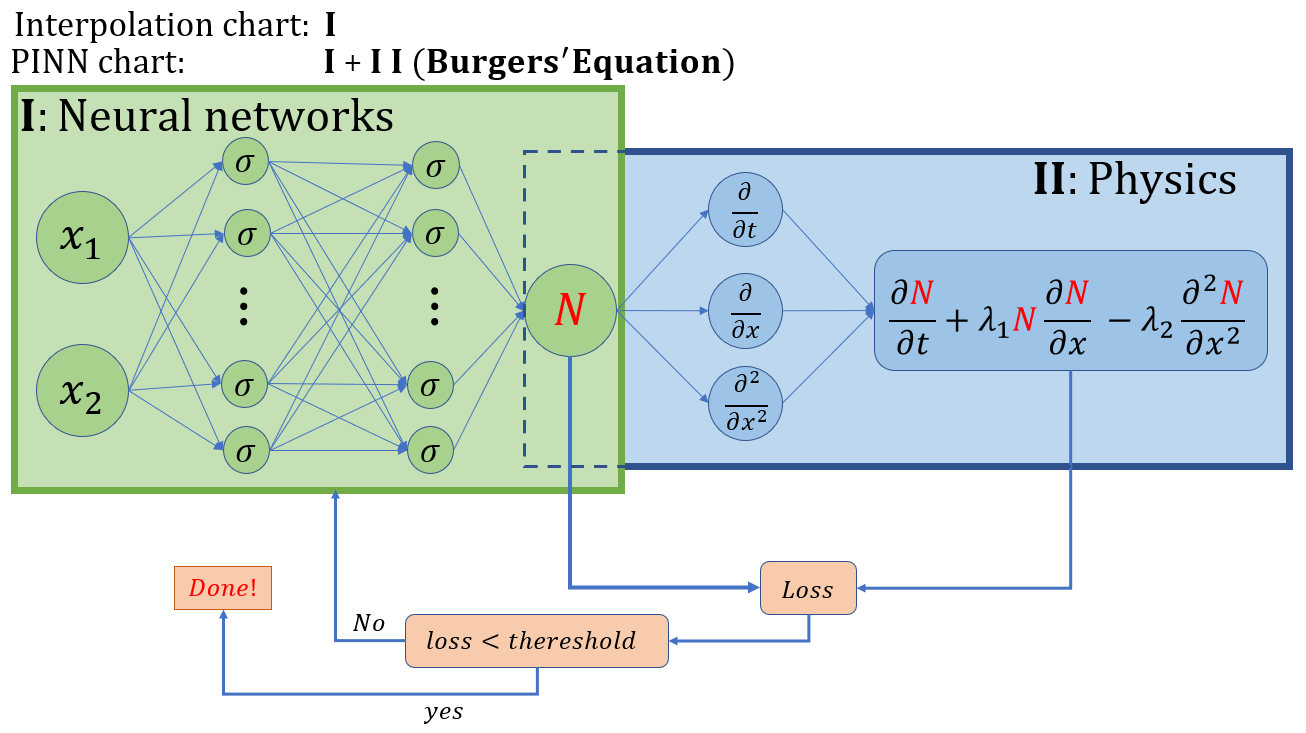 Interpolation chart: I
PINN chart: I + I I (Burgers′Equation)
I: Neural networks
II: Physics
x₁
x₂
σ
σ
⋮
σ
σ
σ
σ
⋮
σ
σ
N
∂/∂t
∂/∂x
∂²/∂x²
∂N/∂t + λ₁N ∂N/∂x − λ₂ ∂²N/∂x²
Loss
loss < thereshold
No
Done!
yes